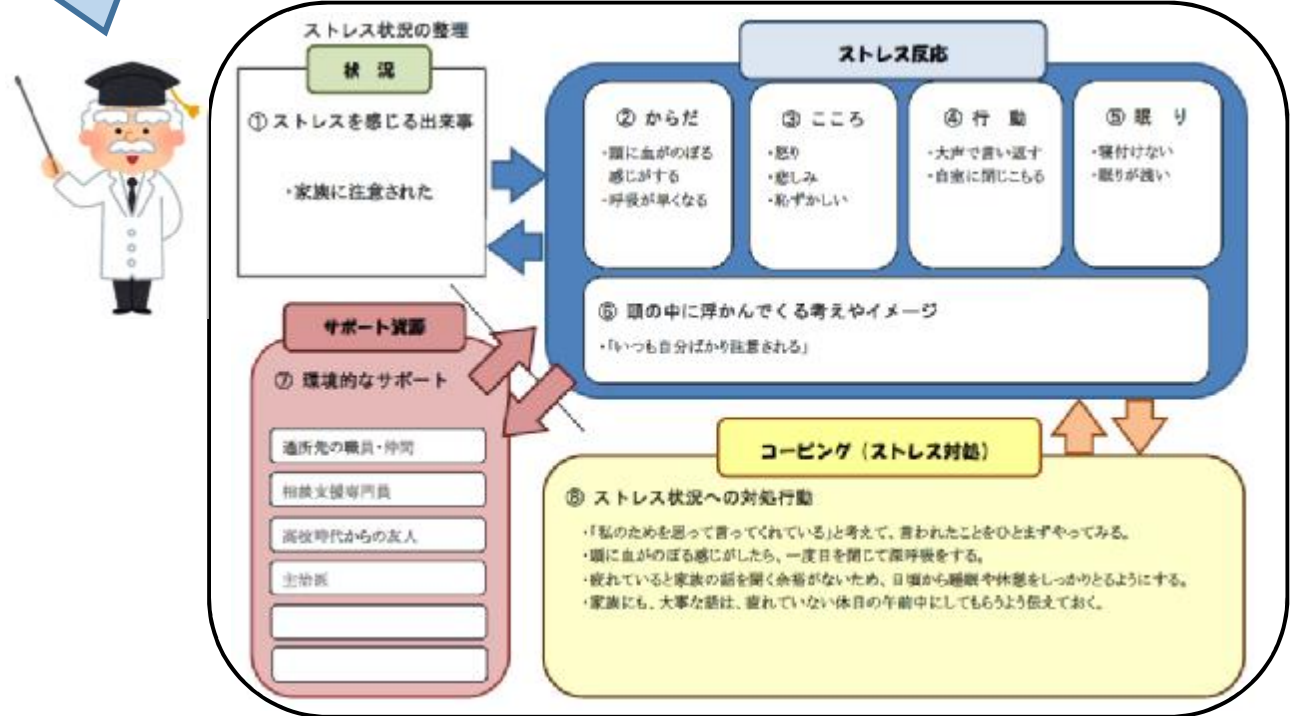 ストレス状況の整理
状 況
① ストレスを感じる出来事
・家族に注意された
ストレス反応
② からだ
・頭に血がのぼる
感じがする
・呼吸が早くなる
③ こころ
・怒り
・悲しみ
・恥ずかしい
④ 行 動
・大声で言い返す
・自室に閉じこもる
⑤ 眠 り
・寝付けない
・眠りが浅い
⑥ 頭の中に浮かんでくる考えやイメージ
・「いつも自分ばかり注意される」
サポート資源
⑦ 環境的なサポート
通所先の職員・仲間
相談支援専門員
高校時代からの友人
主治医
コーピング（ストレス対処）
⑧ ストレス状況への対処行動
・「私のためを思って言ってくれている」と考えて、言われたことをひとまずやってみる。
・頭に血がのぼる感じがしたら、一度目を閉じて深呼吸をする。
・疲れていると家族の話を聞く余裕がないため、日頃から睡眠や休憩をしっかりとるようにする。
・家族にも、大事な話は、疲れていない休日の午前中にしてもらうよう伝えておく。